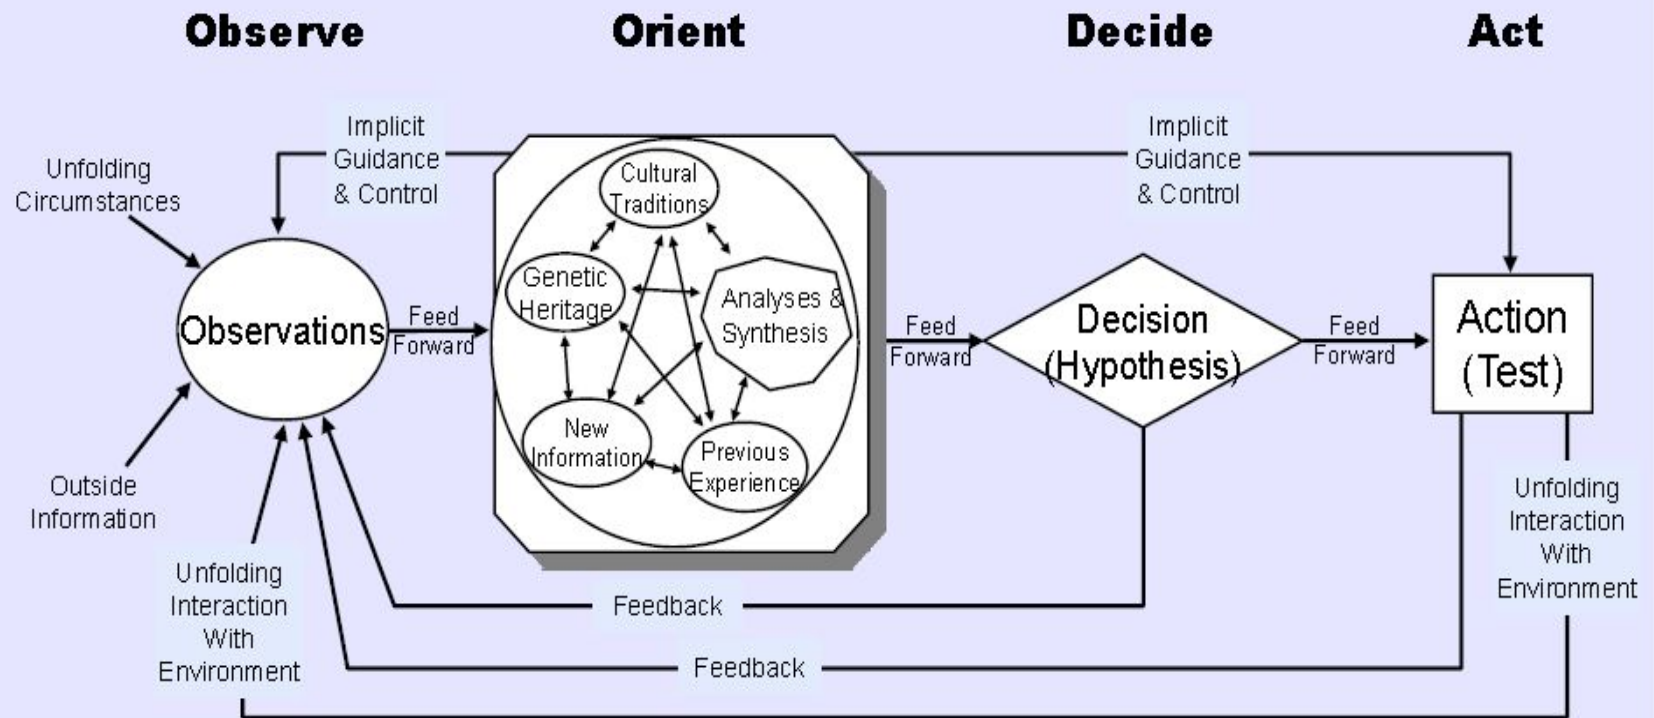 Observe
Orient
Decide
Act
Implicit
Guidance
& Control
Implicit
Guidance
& Control
Unfolding
Circumstances
Cultural
Traditions
Genetic
Heritage
Analyses &
Synthesis
Observations
Feed
Forward
Feed
Forward
Decision
(Hypothesis)
Feed
Forward
Action
(Test)
New
Information
Previous
Experience
Outside
Information
Unfolding
Interaction
With
Environment
Unfolding
Interaction
With
Environment
Feedback
Feedback